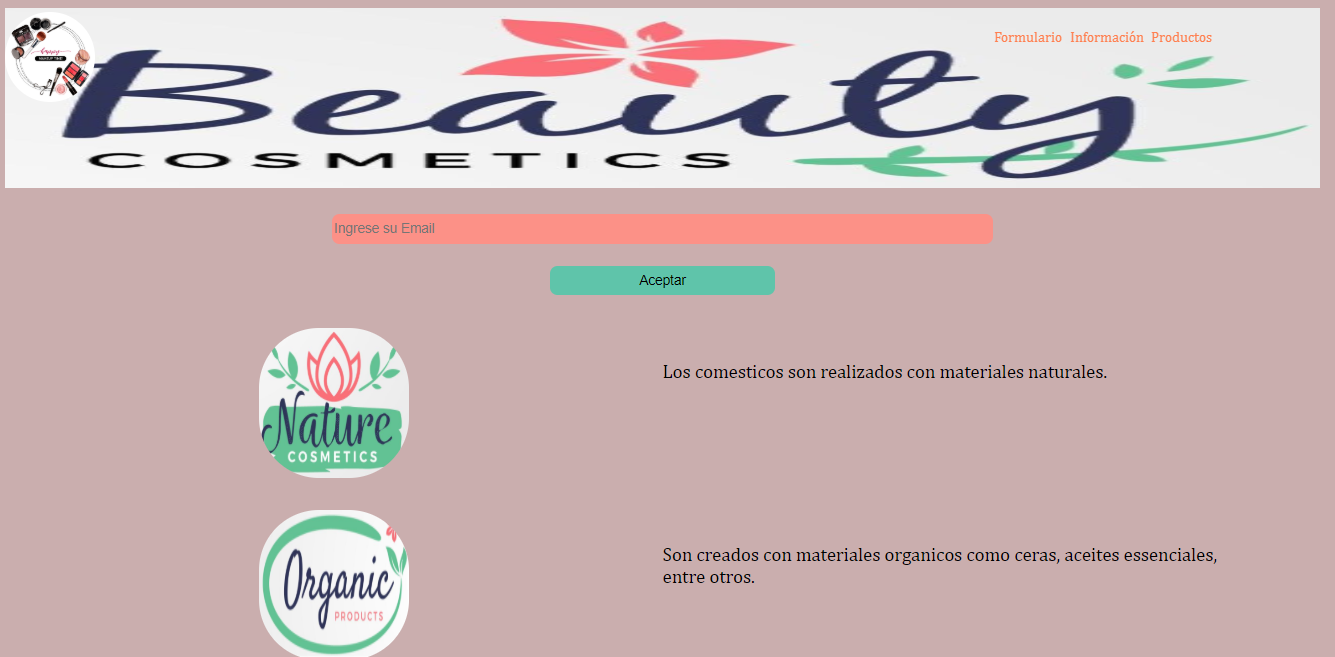 Formulario Información Productos
Beauty
COSMETICS
MAKEUP TIME
Ingrese su Email
Aceptar
Nature
COSMETICS
Los comesticos son realizados con materiales naturales.
Organic
PRODUCTS
Son creados con materiales organicos como ceras, aceites essenciales,
entre otros.